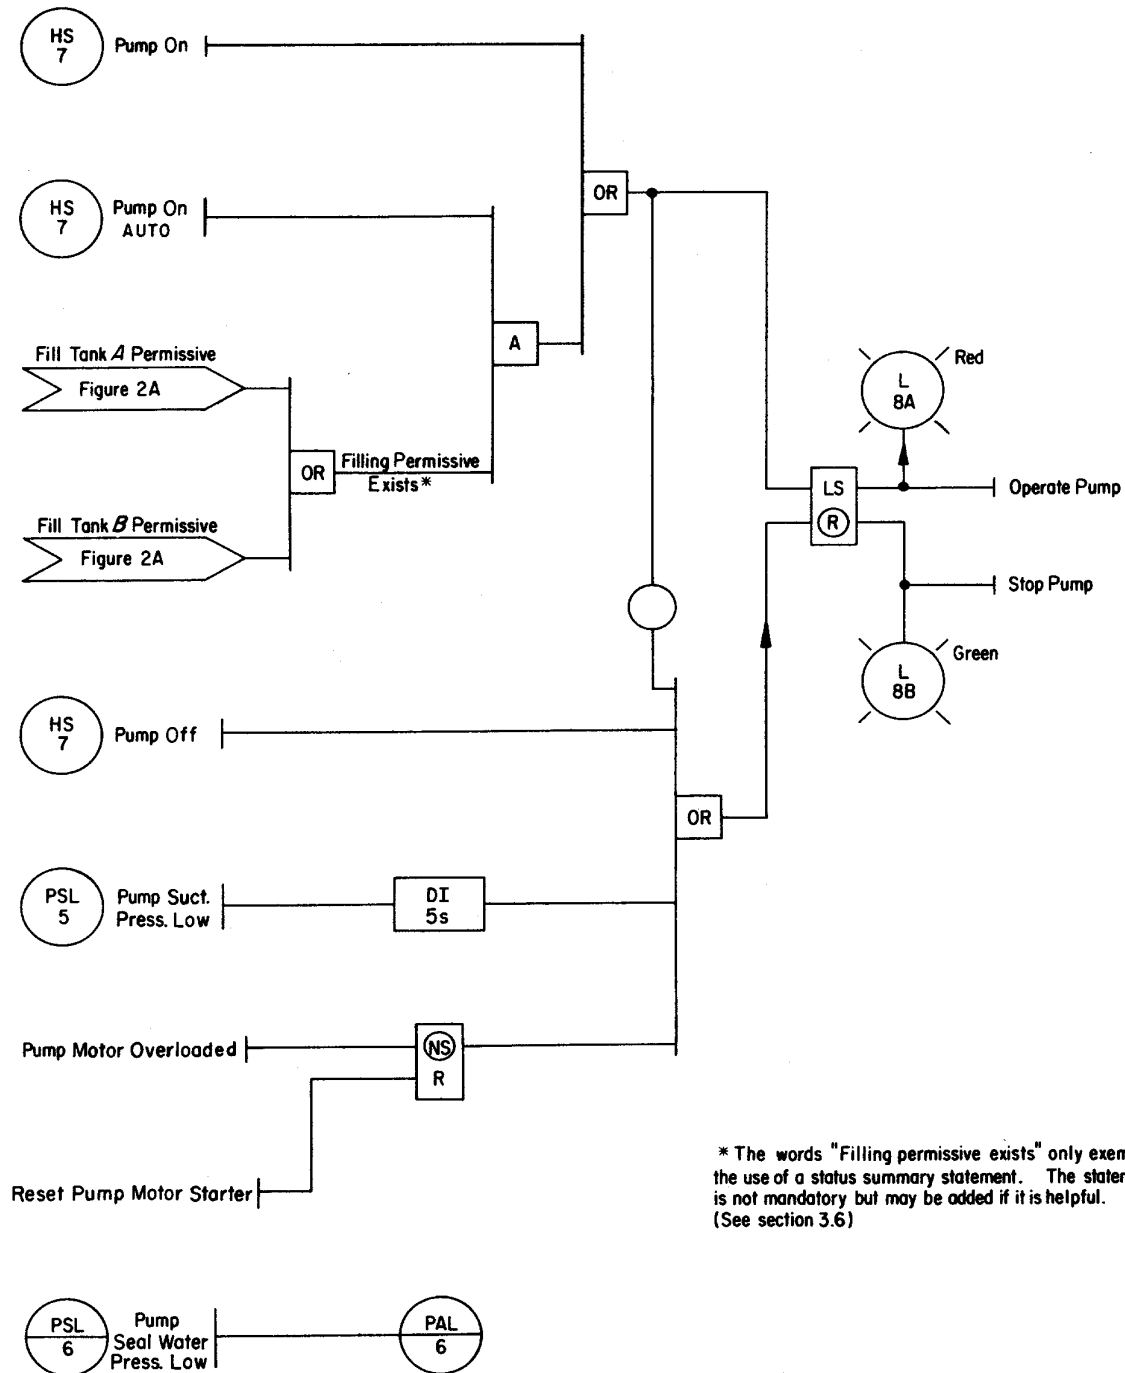 HS
7
Pump On
OR
HS
7
Pump On
AUTO
A
Fill Tank A Permissive
Figure 2A
OR
Filling Permissive
Exists*
Fill Tank B Permissive
Figure 2A
L
8A
Red
LS
R
Operate Pump
Stop Pump
L
8B
Green
HS
7
Pump Off
OR
PSL
5
Pump Suct.
Press. Low
DI
5s
Pump Motor Overloaded
NS
R
Reset Pump Motor Starter
* The words "Filling permissive exists" only exem
the use of a status summary statement. The stater
is not mandatory but may be added if it is helpful.
(See section 3.6)
PSL
6
Pump
Seal Water
Press. Low
PAL
6